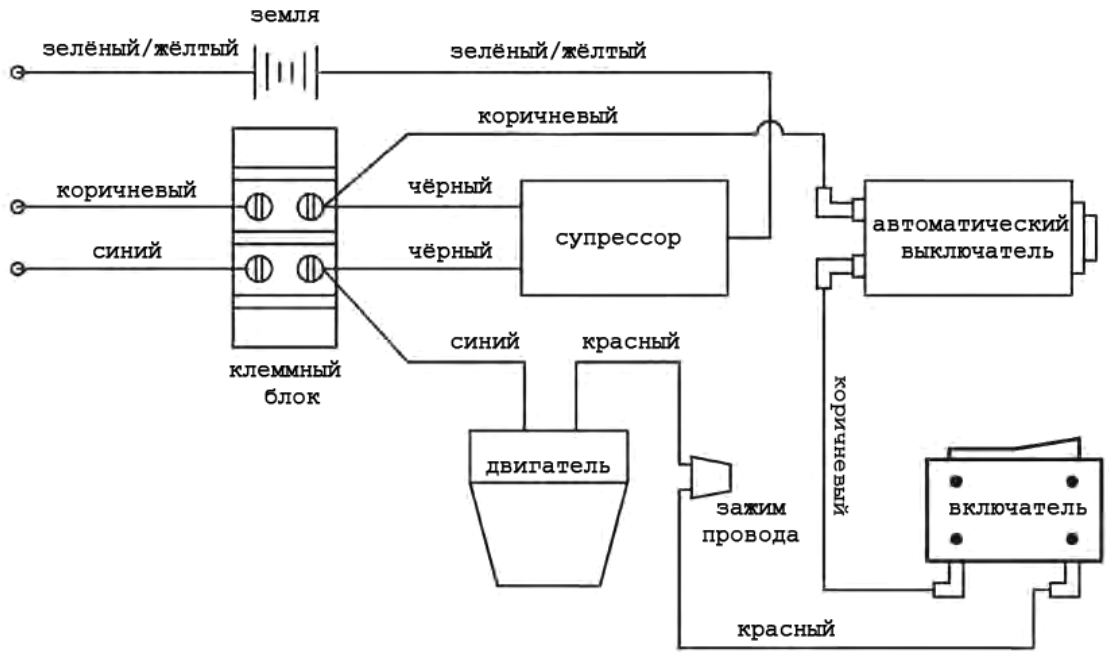 земля
зелёный/жёлтый
зелёный/жёлтый
коричневый
коричневый
чёрный
супрессор
автоматический
выключатель
синий
чёрный
клеммный
блок
синий
красный
коричневый
двигатель
зажим
провода
включатель
красный